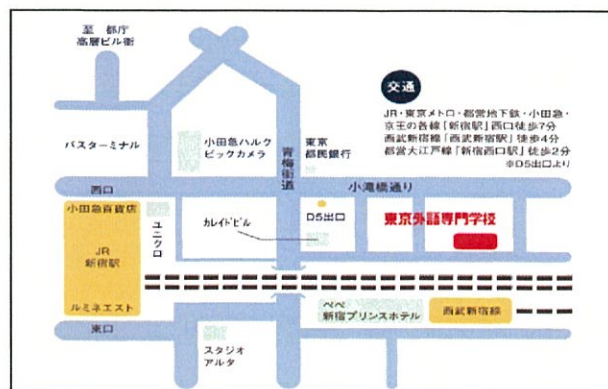 至 都庁
高層ビル街
交通
JR・東京メトロ・都営地下鉄・小田急・
京王の各線「新宿駅」西口徒歩7分
西武新宿線「西武新宿駅」徒歩4分
都営大江戸線「新宿西口駅」徒歩2分
※D5出口より
バスターミナル
小田急ハルク
ビックカメラ
青梅街道
東京
都民銀行
西口
小滝橋通り
小田急百貨店
ユニクロ
カレイドビル
D5出口
東京外語専門学校
JR
新宿駅
ルミネエスト
ペペ
新宿プリンスホテル
西武新宿線
東口
スタジオ
アルタ